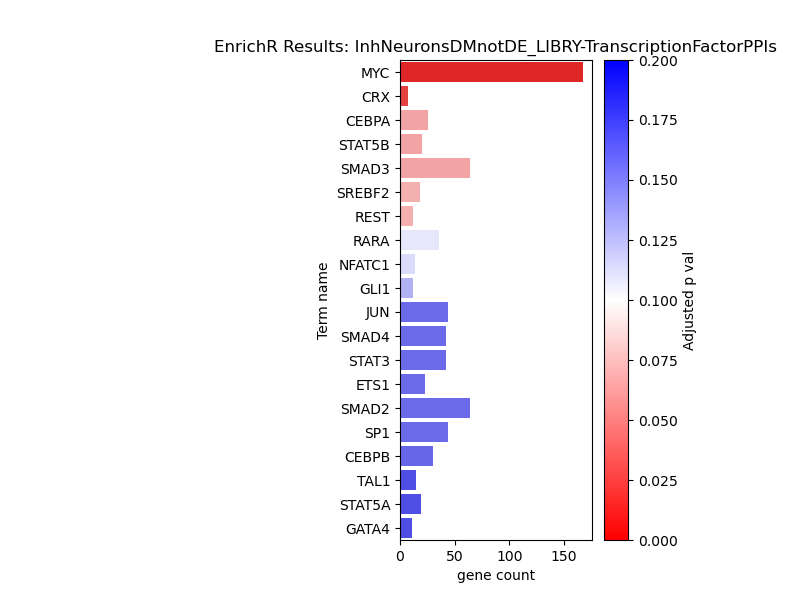 EnrichR Results: InhNeuronsDMnotDE_LIBRY-TranscriptionFactorPPIs
MYC
CRX
CEBPA
STAT5B
SMAD3
SREBF2
REST
RARA
NFATC1
GLI1
JUN
SMAD4
STAT3
ETS1
SMAD2
SP1
CEBPB
TAL1
STAT5A
GATA4
Term name
0 50 100 150
gene count
0.200
0.175
0.150
0.125
0.100
0.075
0.050
0.025
0.000
Adjusted p val